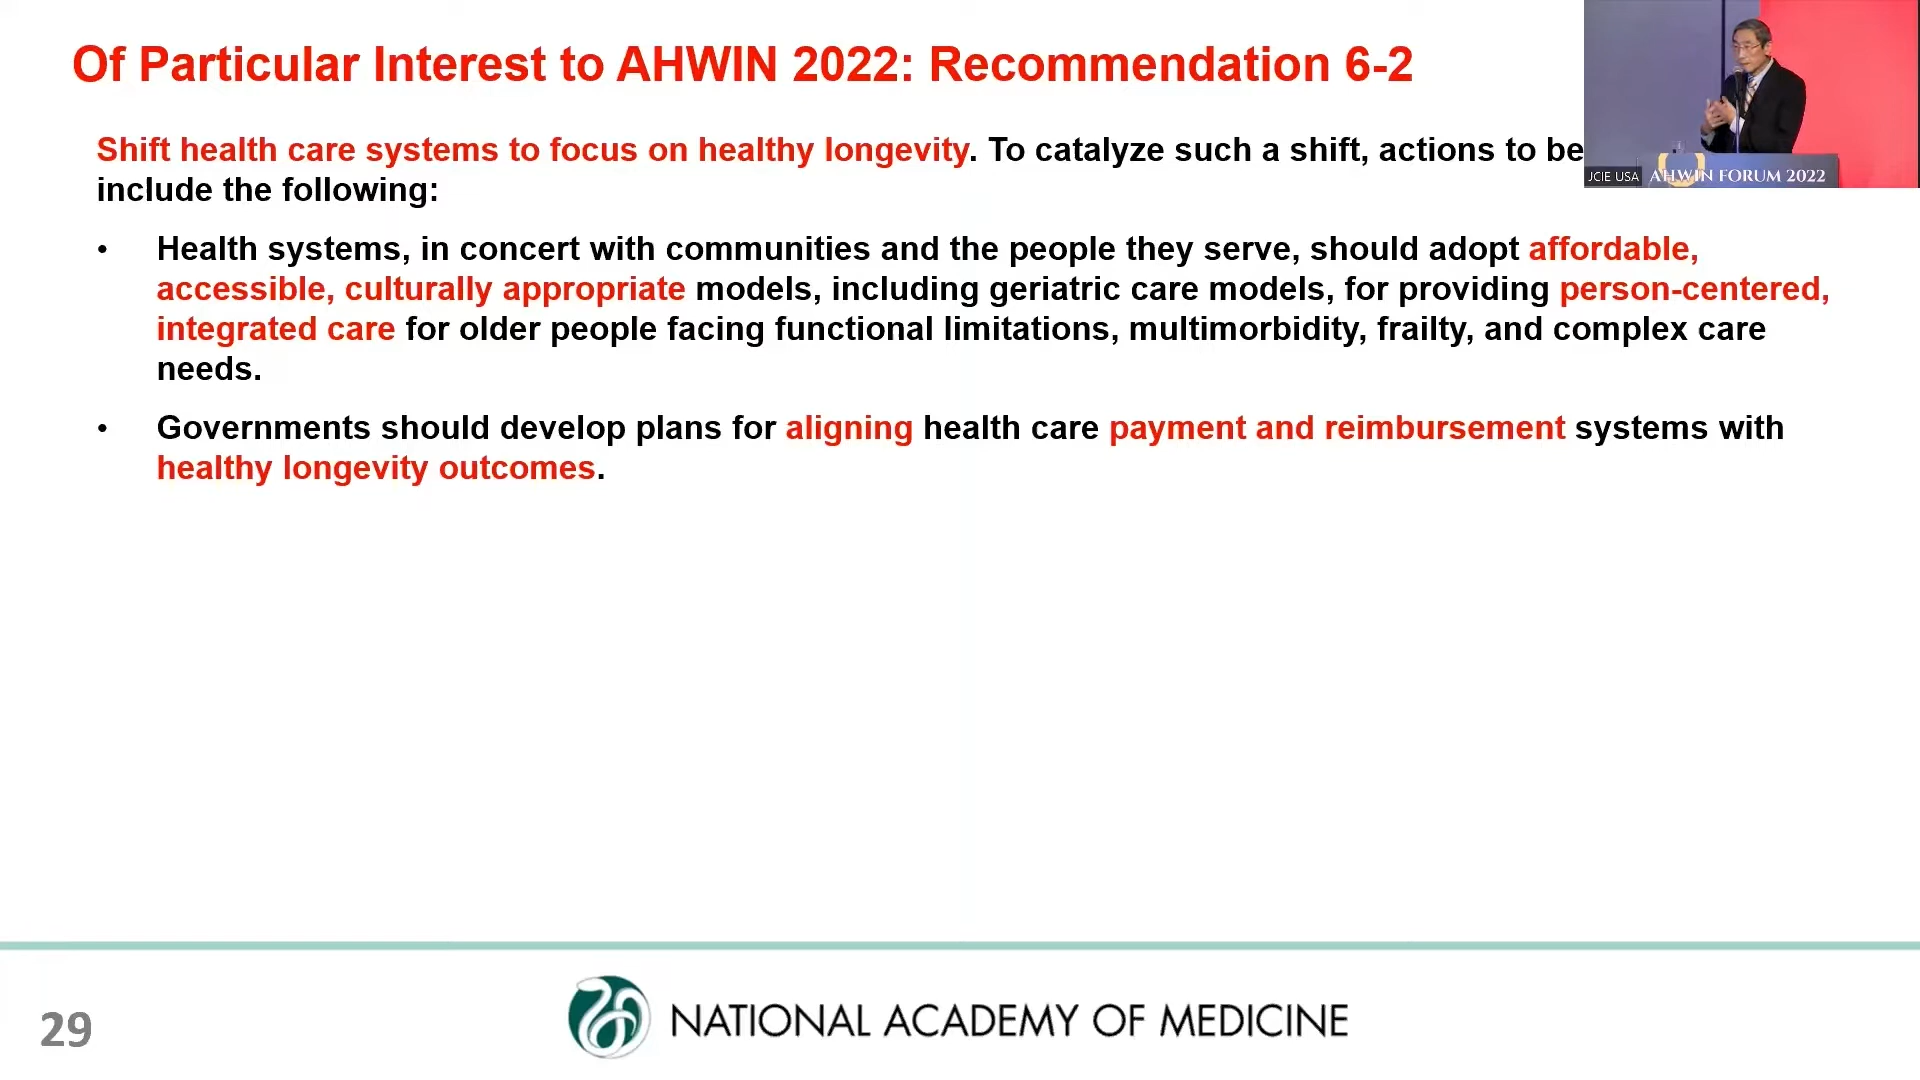 Of Particular Interest to AHWIN 2022: Recommendation 6-2
Shift health care systems to focus on healthy longevity. To catalyze such a shift, actions to be
include the following:
• Health systems, in concert with communities and the people they serve, should adopt affordable,
accessible, culturally appropriate models, including geriatric care models, for providing person-centered,
integrated care for older people facing functional limitations, multimorbidity, frailty, and complex care
needs.
• Governments should develop plans for aligning health care payment and reimbursement systems with
healthy longevity outcomes.
JCIE USA
AHWIN FORUM 2022
29
NATIONAL ACADEMY OF MEDICINE